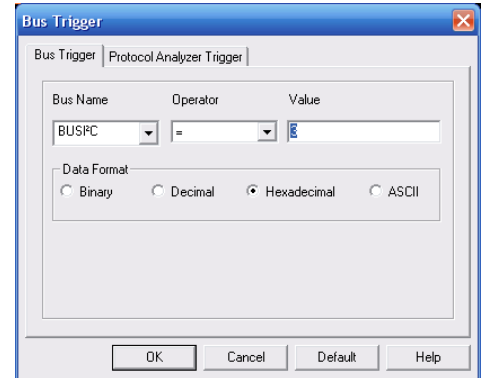 Bus Trigger
Bus Trigger Protocol Analyzer Trigger
Bus Name Operator Value
BUSI²C = 3
Data Format
Binary Decimal Hexadecimal ASCII
OK Cancel Default Help